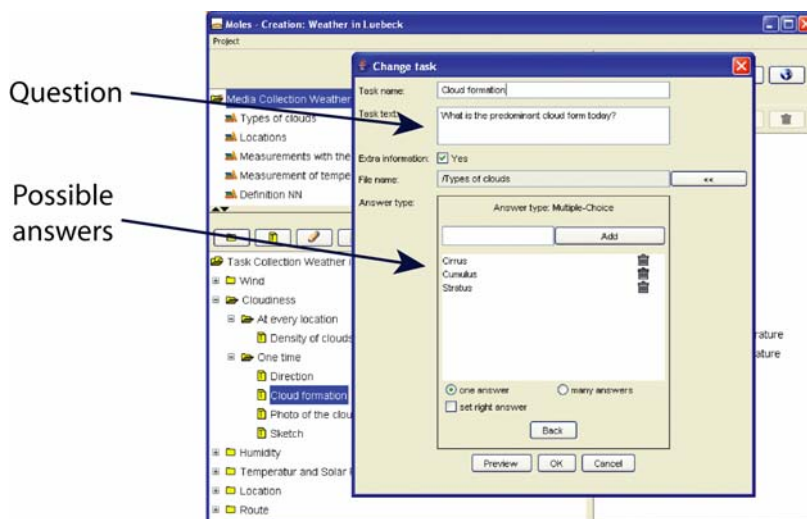 Moles - Creation: Weather in Luebeck
Project
Question
Possible
answers
Media Collection Weather
Types of clouds
Locations
Measurements with the
Measurement of tempe
Definition NN
Task Collection Weather
Wind
Cloudiness
At every location
Density of clouds
One time
Direction
Cloud formation
Photo of the clou
Sketch
Humidity
Temperatur and Solar
Location
Route
Change task
Task name: Cloud formation
Task text: What is the predominant cloud form today?
Extra information: Yes
File name: /Types of clouds <<
Answer type:
Answer type: Multiple-Choice
Add
Cirrus
Cumulus
Stratus
one answer many answers
set right answer
Back
Preview OK Cancel
rature
ature